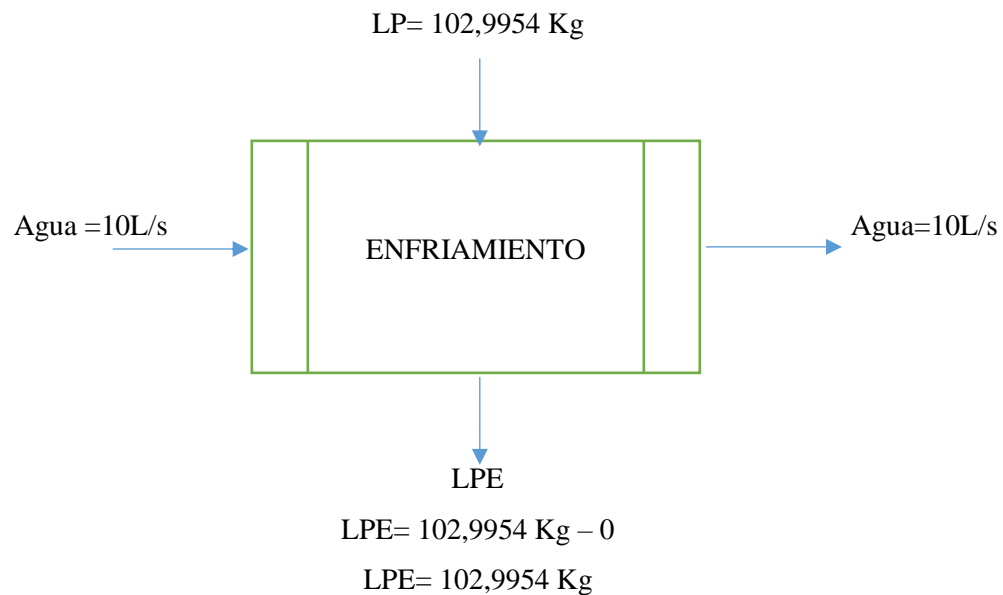 LP= 102,9954 Kg
Agua =10L/s
Agua=10L/s
ENFRIAMIENTO
LPE
LPE= 102,9954 Kg – 0
LPE= 102,9954 Kg